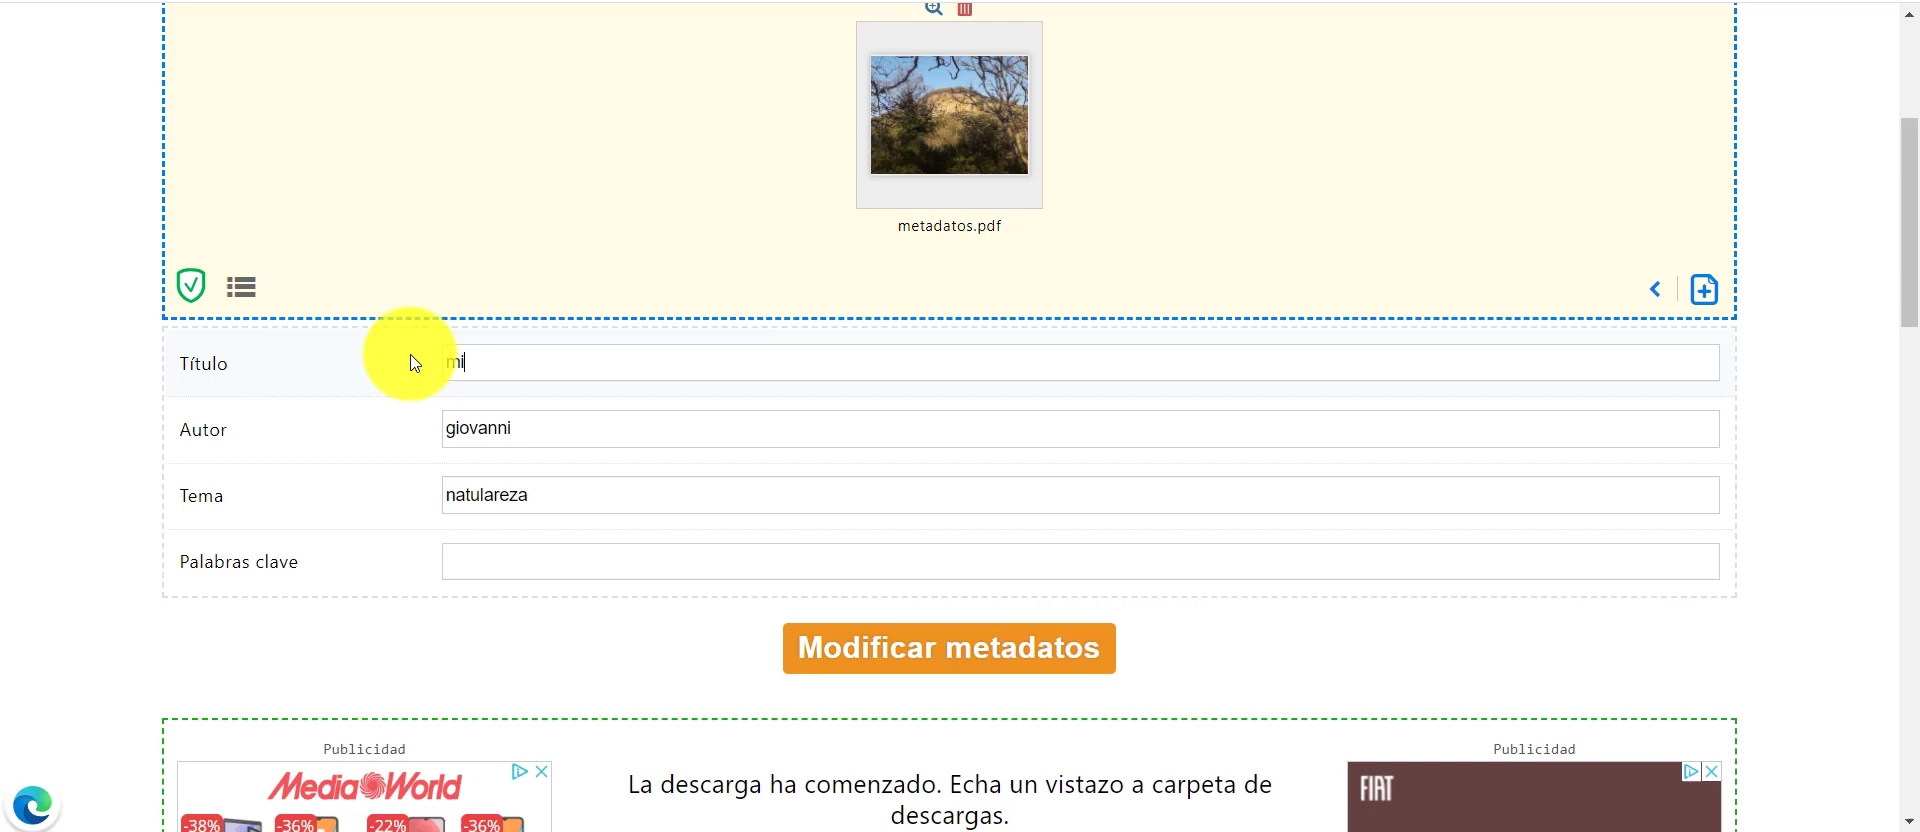 metadatos.pdf
Título
mi
Autor
giovanni
Tema
natulareza
Palabras clave
Modificar metadatos
Publicidad
MediaWorld
-38%
-36%
-22%
-36%
La descarga ha comenzado. Echa un vistazo a carpeta de
descargas.
Publicidad
FIAT